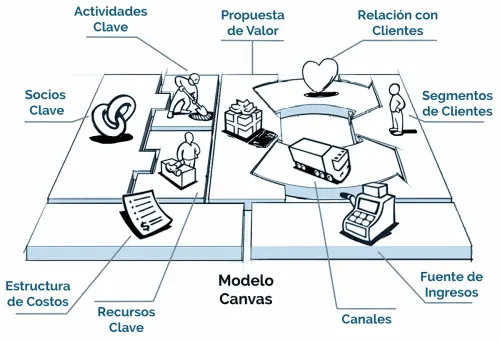 Actividades
Clave
Propuesta
de Valor
Relación con
Clientes
Socios
Clave
Segmentos
de Clientes
Estructura
de Costos
Recursos
Clave
Modelo
Canvas
Canales
Fuente de
Ingresos